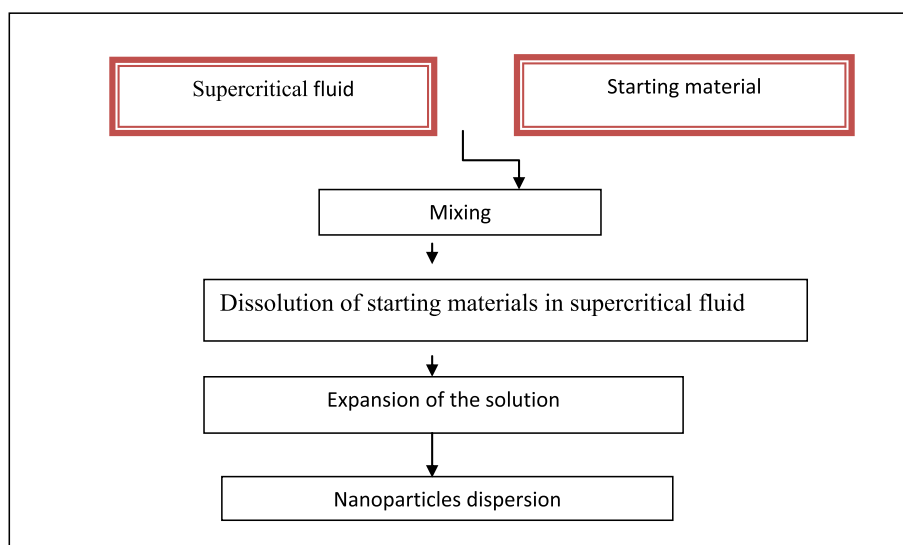 Supercritical fluid
Starting material
Mixing
Dissolution of starting materials in supercritical fluid
Expansion of the solution
Nanoparticles dispersion